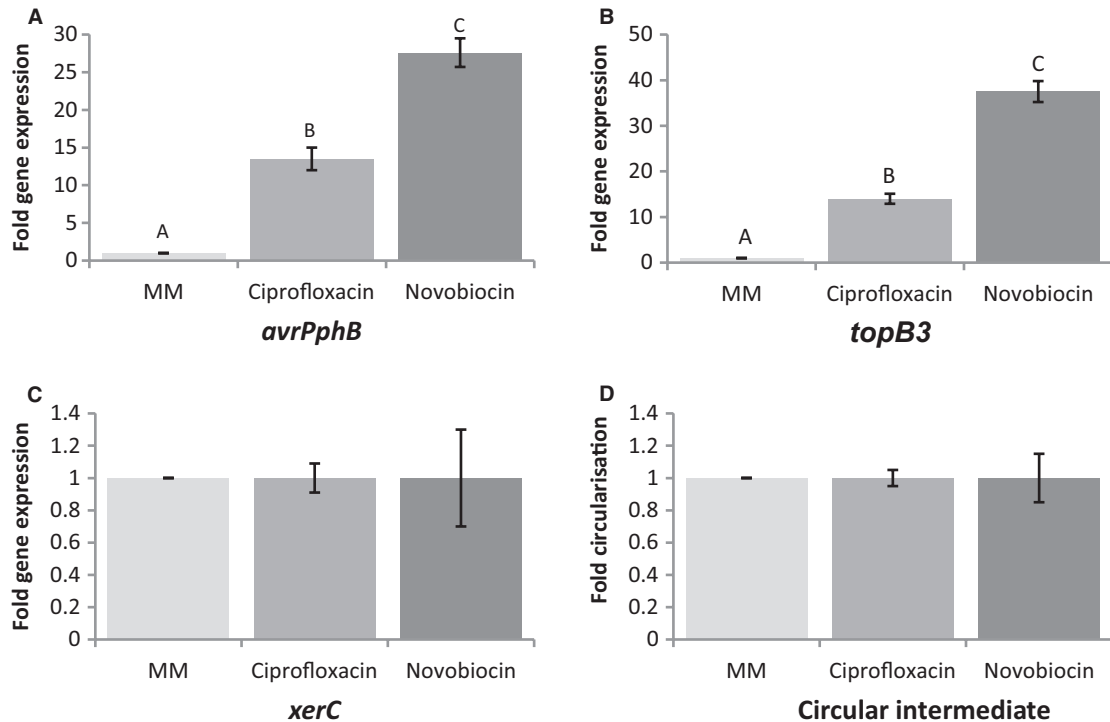 A
Fold gene expression
30
25
20
15
10
5
0
A
B
C
MM Ciprofloxacin Novobiocin
avrPphB
B
Fold gene expression
50
40
30
20
10
0
A
B
C
MM Ciprofloxacin Novobiocin
topB3
C
Fold gene expression
1.4
1.2
1
0.8
0.6
0.4
0.2
0
MM Ciprofloxacin Novobiocin
xerC
D
Fold circularisation
1.4
1.2
1
0.8
0.6
0.4
0.2
0
MM Ciprofloxacin Novobiocin
Circular intermediate